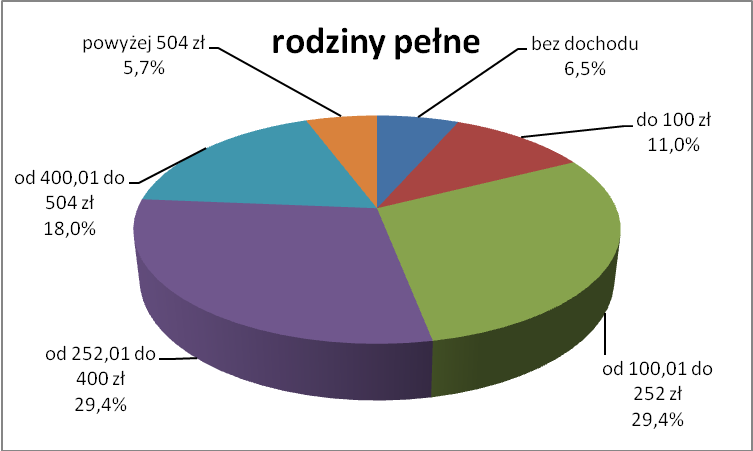 rodziny pełne
bez dochodu
6,5%
do 100 zł
11,0%
od 100,01 do
252 zł
29,4%
od 252,01 do
400 zł
29,4%
od 400,01 do
504 zł
18,0%
powyżej 504 zł
5,7%